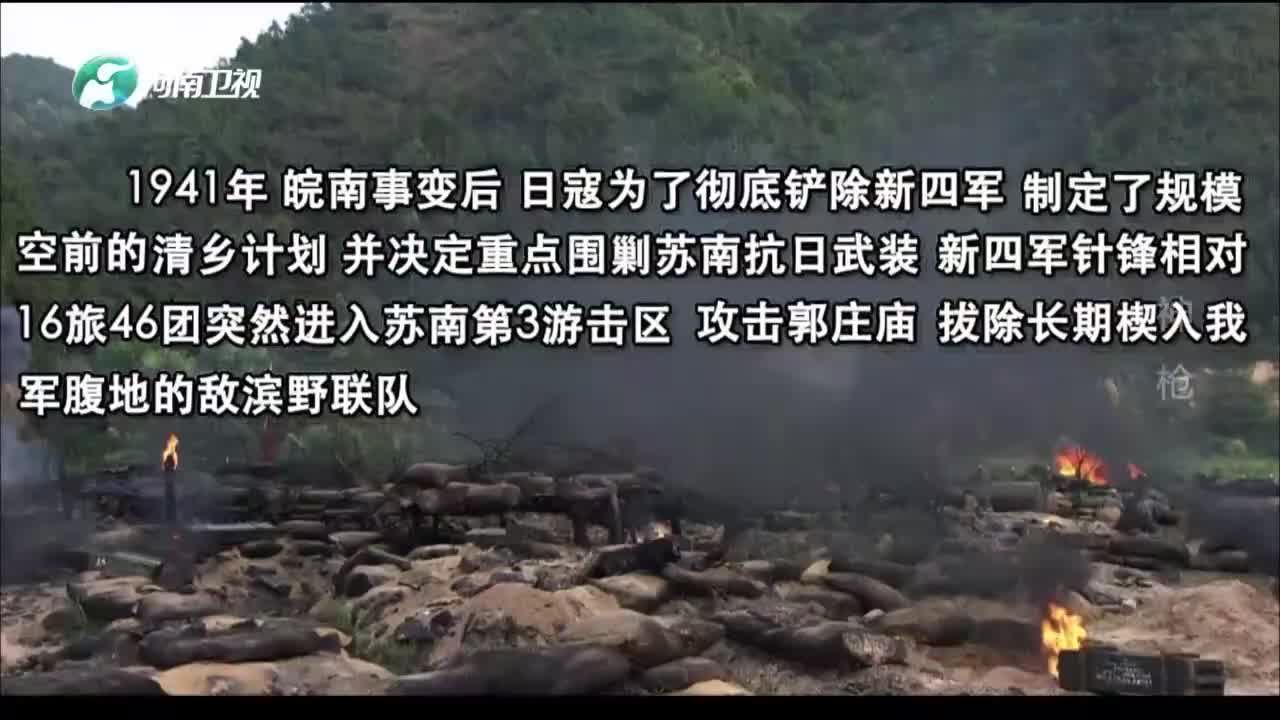 河南卫视
1941年 皖南事变后 日寇为了彻底铲除新四军 制定了规模
空前的清乡计划 并决定重点围剿苏南抗日武装 新四军针锋相对
16旅46团突然进入苏南第3游击区 攻击郭庄庙 拔除长期楔入我
军腹地的敌滨野联队
神枪